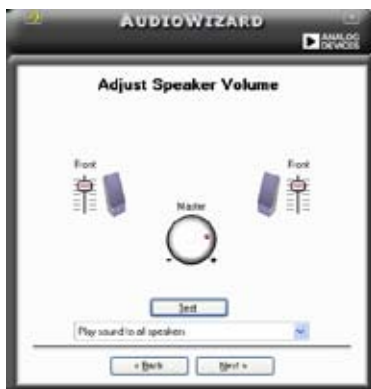 AUDIOWIZARD
ANALOG
DEVICES
Adjust Speaker Volume
Front
Front
Master
- +
Test
Play sound to all speakers
< Back Next >